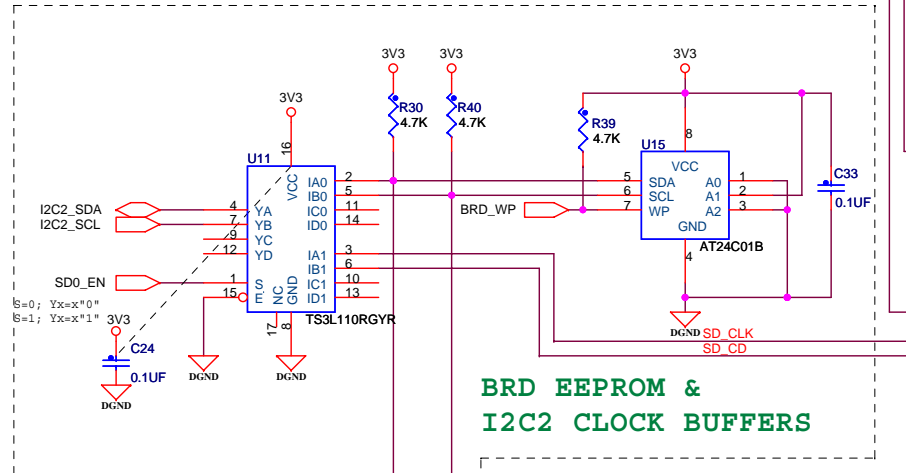 3V3
3V3
3V3
3V3
R30
4.7K
R40
4.7K
R39
4.7K
U11
16
VCC
U15
8
VCC
I2C2_SDA
I2C2_SCL
4 YA
7 YB
9 YC
12 YD
IA0 2
IB0 5
IC0 11
ID0 14
IA1 3
IB1 6
IC1 10
ID1 13
SD0_EN
1 S
15 E
NC
GND
17
8
TS3L110RGYR
BRD_WP
5 SDA
6 SCL
7 WP
A0 1
A1 2
A2 3
GND
4
AT24C01B
C33
0.1UF
S=0; Yx=x"0"
S=1; Yx=x"1"
3V3
C24
0.1UF
DGND
DGND
DGND
DGND
SD_CLK
SD_CD
BRD EEPROM &
I2C2 CLOCK BUFFERS